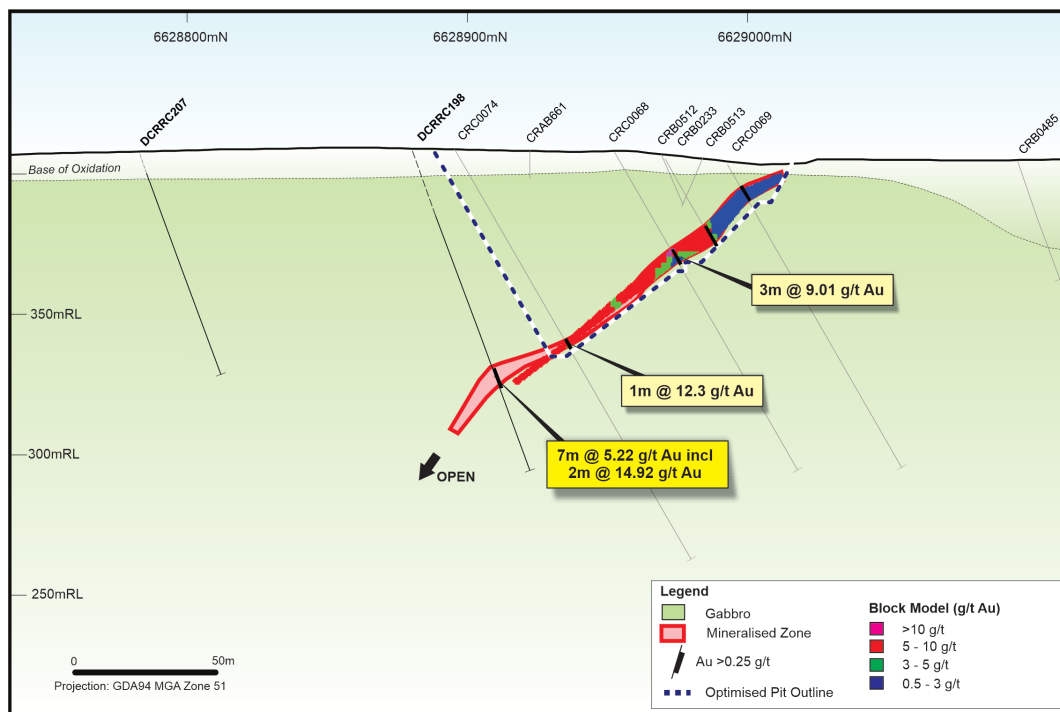 6628800mN
6628900mN
6629000mN
DCRRC207
DCRRC198
CRC0074
CRAB661
CRC0068
CRB0512
CRB0233
CRB0513
CRC0069
CRB0485
Base of Oxidation
350mRL
300mRL
250mRL
3m @ 9.01 g/t Au
1m @ 12.3 g/t Au
7m @ 5.22 g/t Au incl
2m @ 14.92 g/t Au
OPEN
0
50m
Projection: GDA94 MGA Zone 51
Legend
Gabbro
Mineralised Zone
Au >0.25 g/t
Optimised Pit Outline
Block Model (g/t Au)
>10 g/t
5 - 10 g/t
3 - 5 g/t
0.5 - 3 g/t